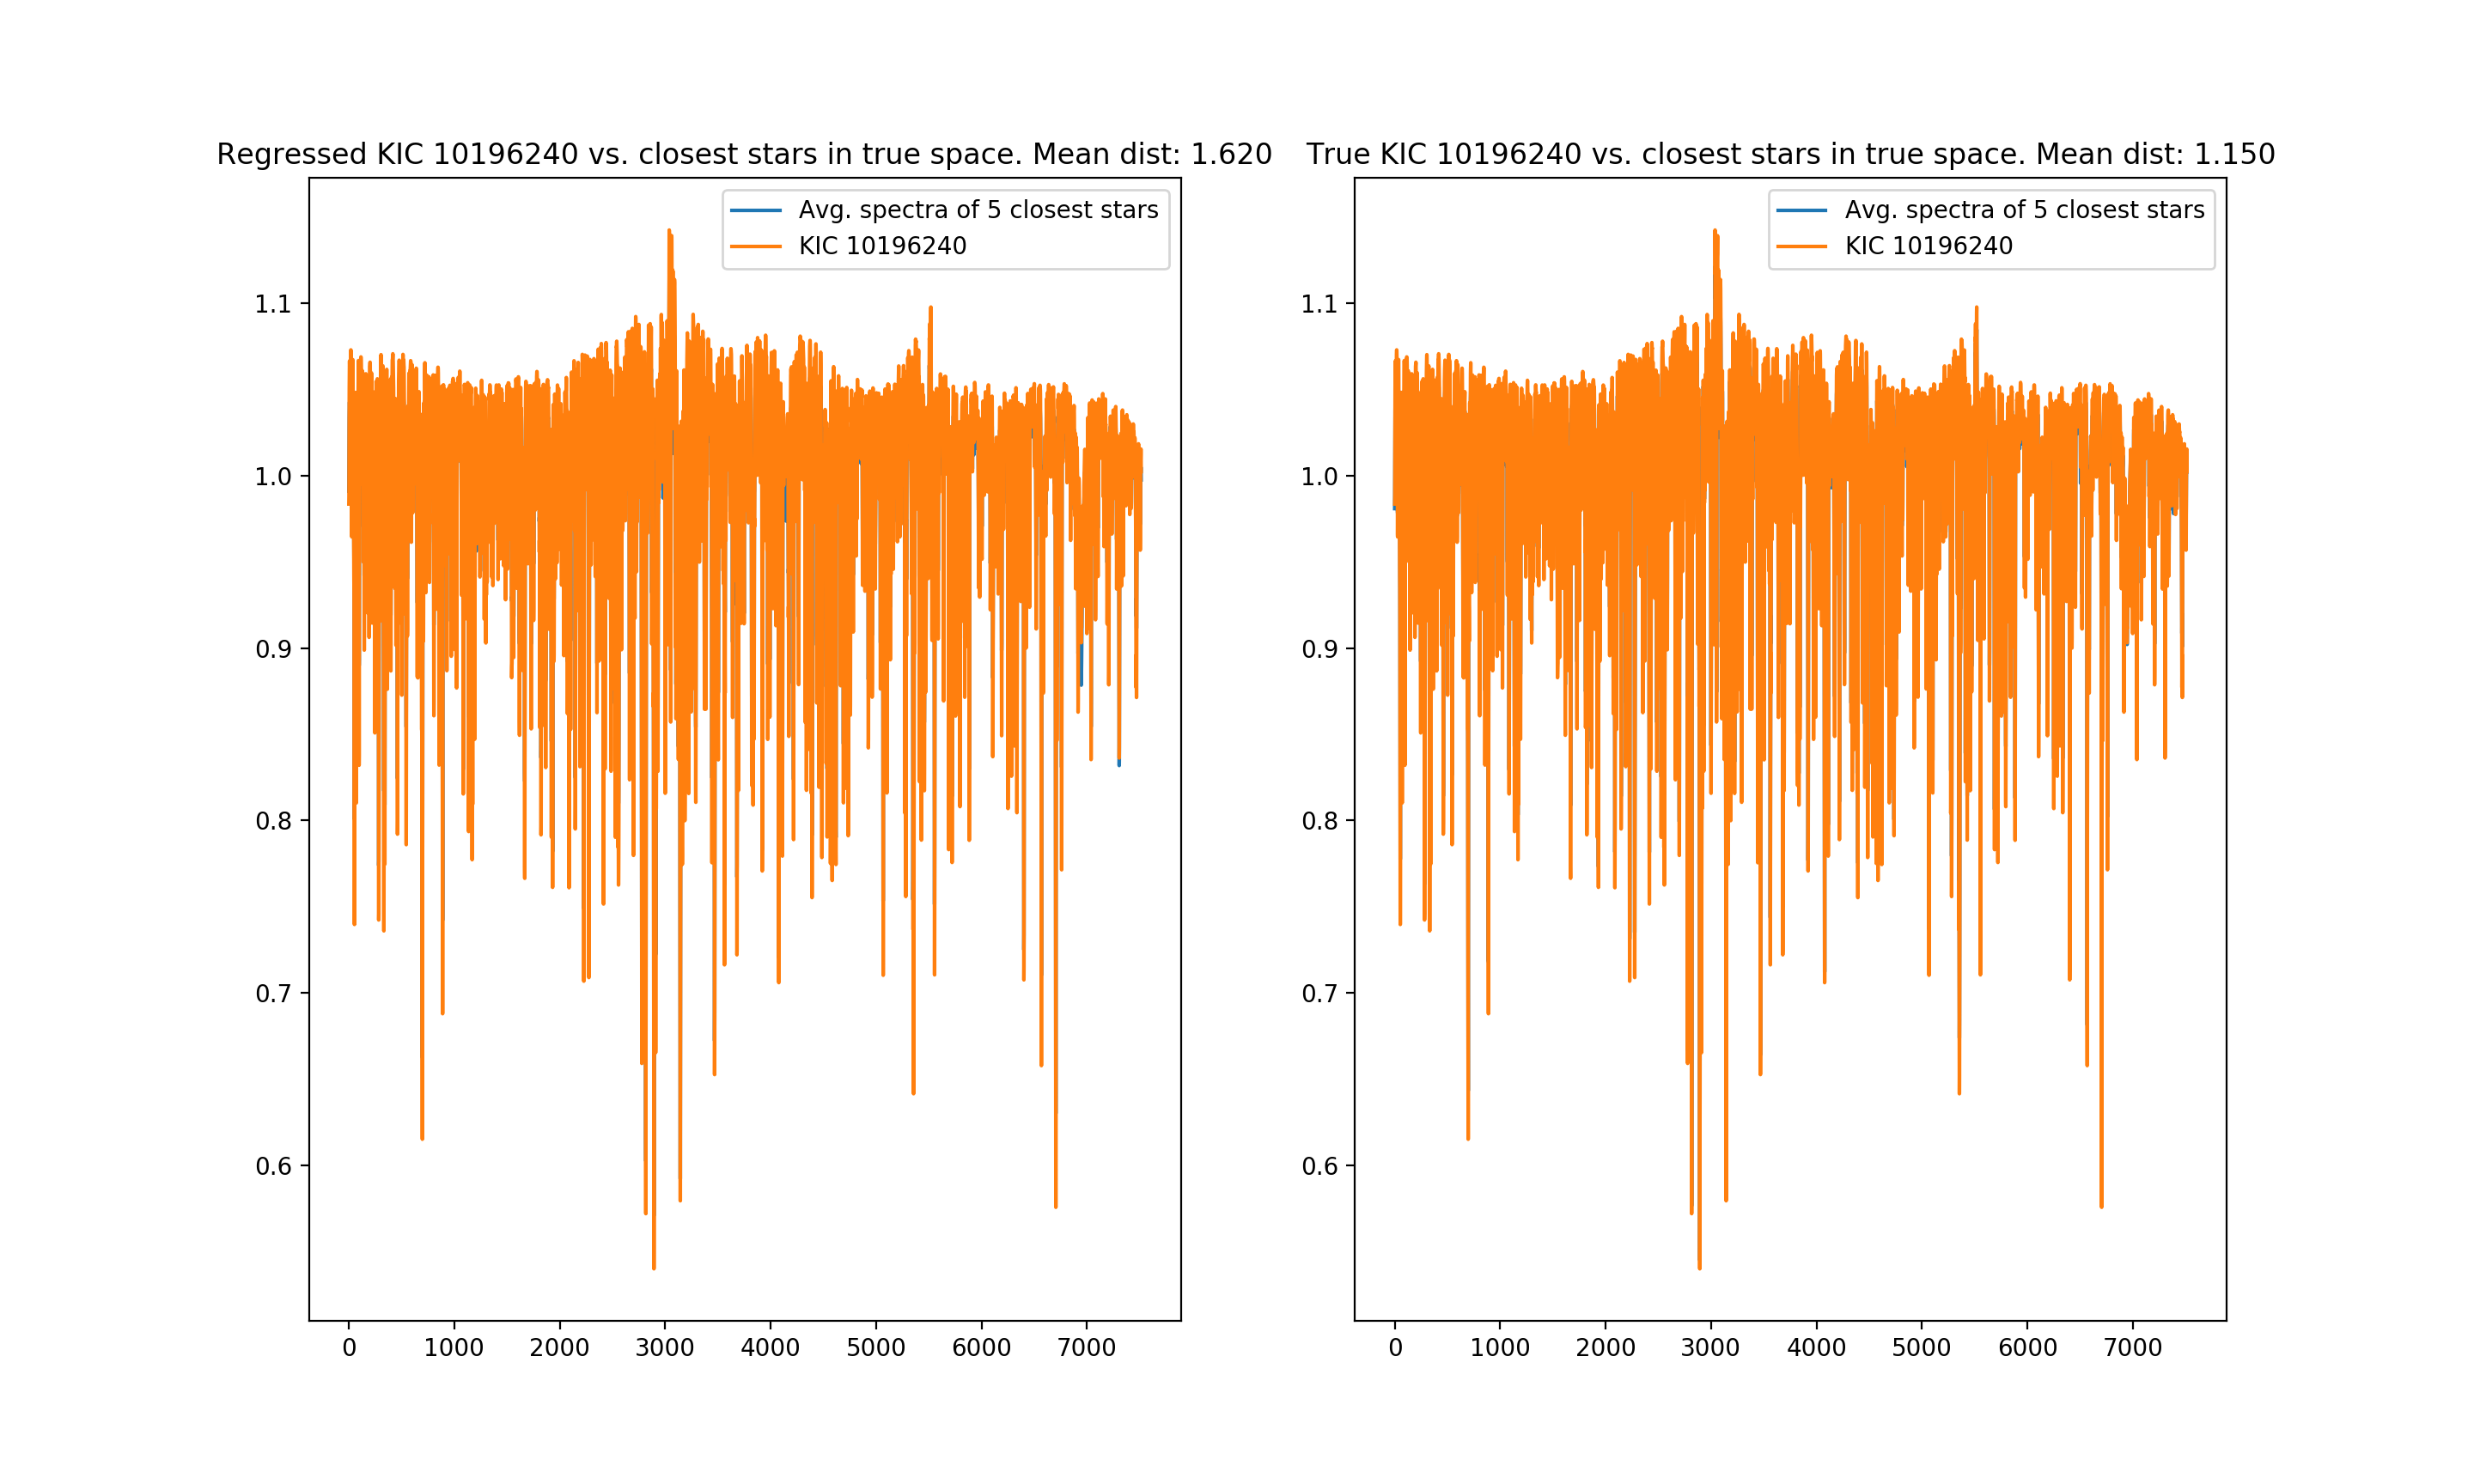 Regressed KIC 10196240 vs. closest stars in true space. Mean dist: 1.620
Avg. spectra of 5 closest stars
KIC 10196240
1.1
1.0
0.9
0.8
0.7
0.6
0 1000 2000 3000 4000 5000 6000 7000
True KIC 10196240 vs. closest stars in true space. Mean dist: 1.150
Avg. spectra of 5 closest stars
KIC 10196240
1.1
1.0
0.9
0.8
0.7
0.6
0 1000 2000 3000 4000 5000 6000 7000